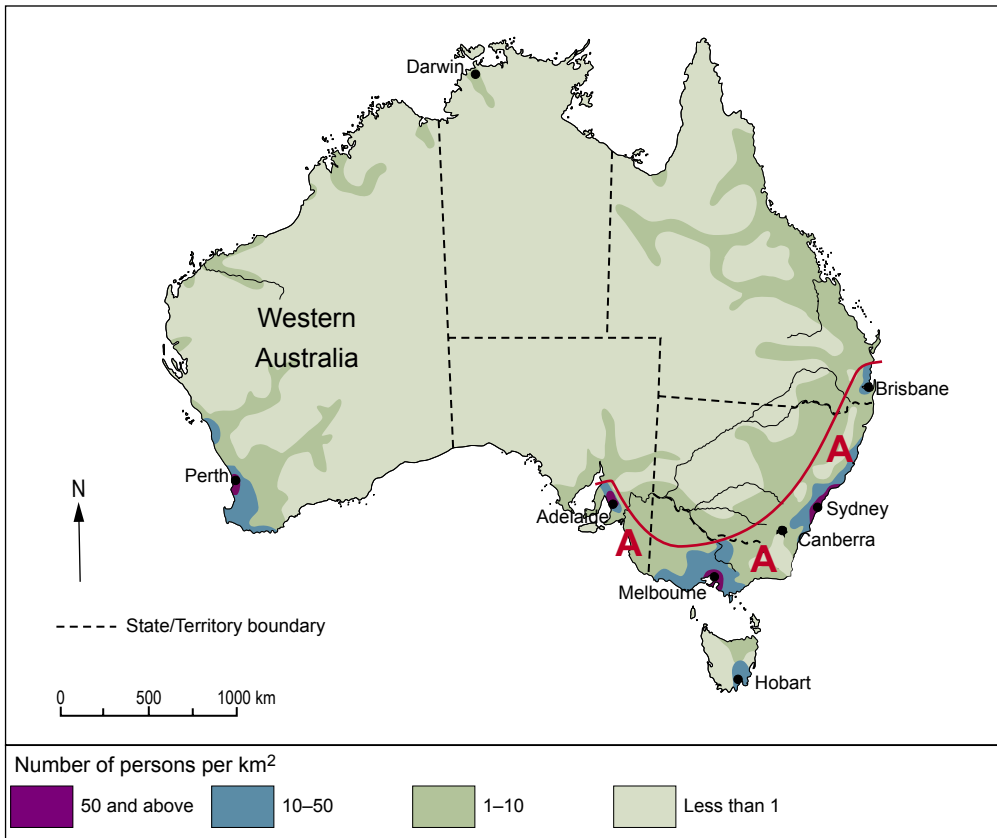 Darwin
Western
Australia
Brisbane
A
Perth
N
Adelaide
Sydney
Canberra
A
A
Melbourne
State/Territory boundary
Hobart
0 500 1000 km
Number of persons per km²
50 and above
10–50
1–10
Less than 1